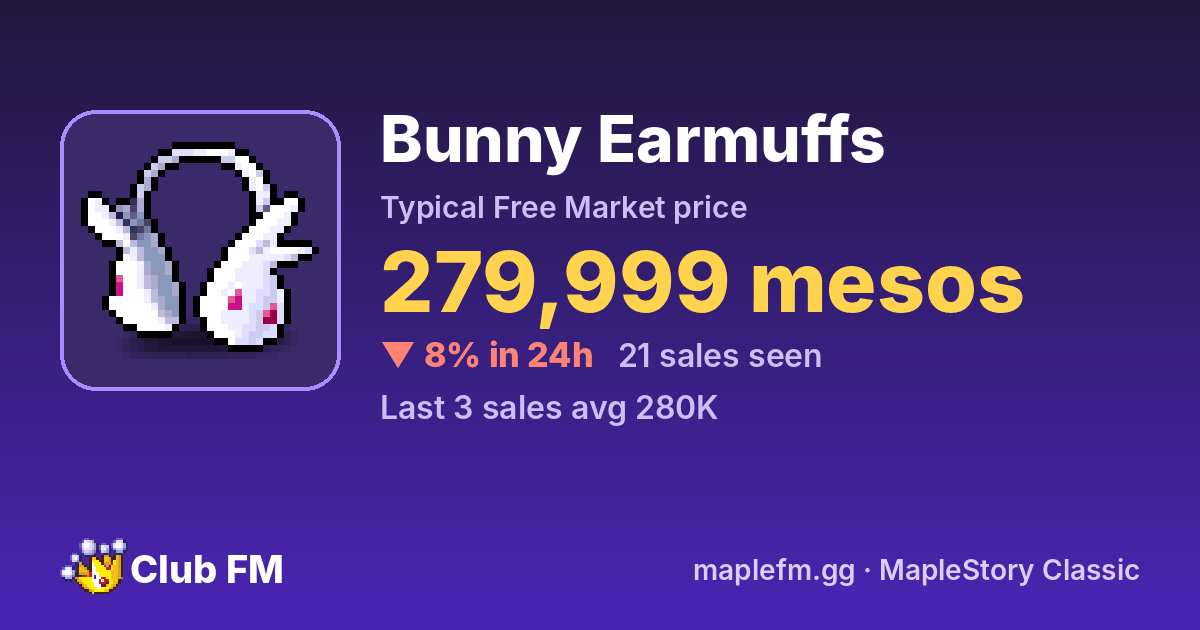 Bunny Earmuffs
Typical Free Market price
279,999 mesos
▼ 8% in 24h 21 sales seen
Last 3 sales avg 280K
Club FM
maplefm.gg · MapleStory Classic